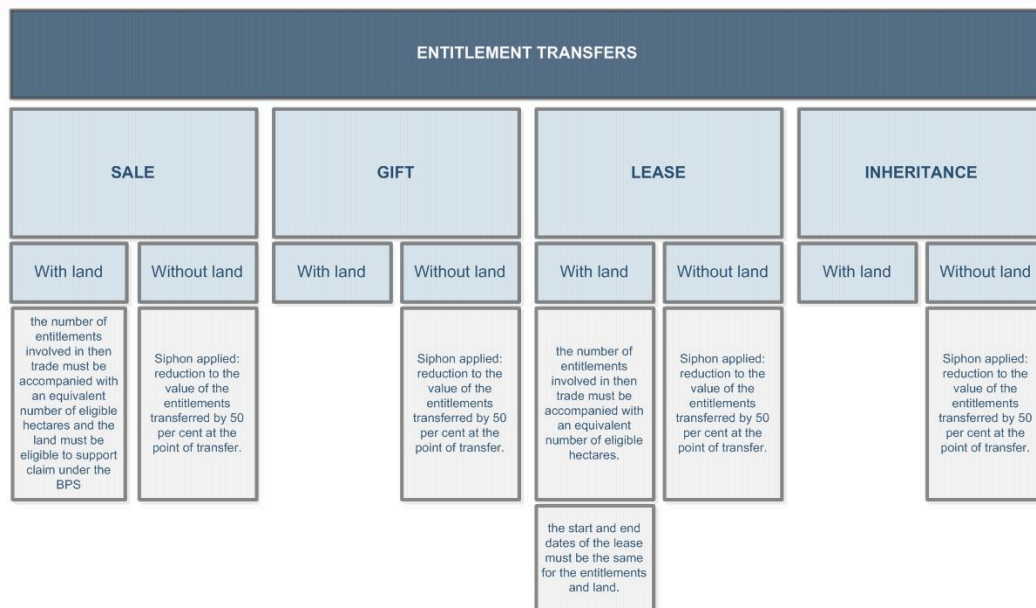 ENTITLEMENT TRANSFERS
SALE
GIFT
LEASE
INHERITANCE
With land
Without land
With land
Without land
With land
Without land
With land
Without land
the number of
entitlements
involved in then
trade must be
accompanied with
an equivalent
number of eligible
hectares and the
land must be
eligible to support
claim under the
BPS
Siphon applied:
reduction to the
value of the
entitlements
transferred by 50
per cent at the
point of transfer.
Siphon applied:
reduction to the
value of the
entitlements
transferred by 50
per cent at the
point of transfer.
the number of
entitlements
involved in then
trade must be
accompanied with
an equivalent
number of eligible
hectares.
Siphon applied:
reduction to the
value of the
entitlements
transferred by 50
per cent at the
point of transfer.
Siphon applied:
reduction to the
value of the
entitlements
transferred by 50
per cent at the
point of transfer.
the start and end
dates of the lease
must be the same
for the entitlements
and land.